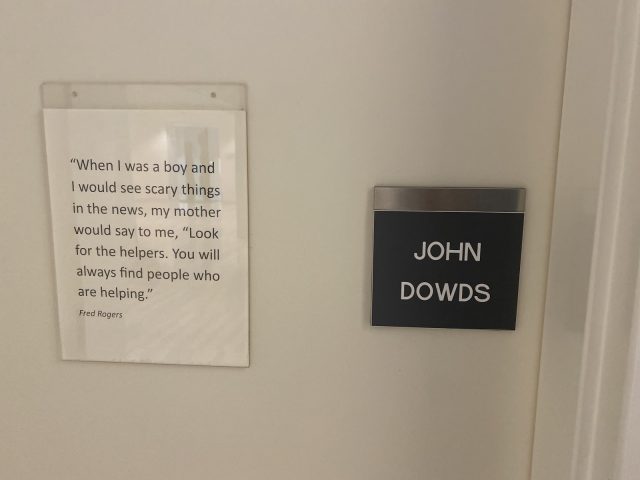 “When I was a boy and
I would see scary things
in the news, my mother
would say to me, “Look
for the helpers. You will
always find people who
are helping.”
Fred Rogers
JOHN
DOWDS